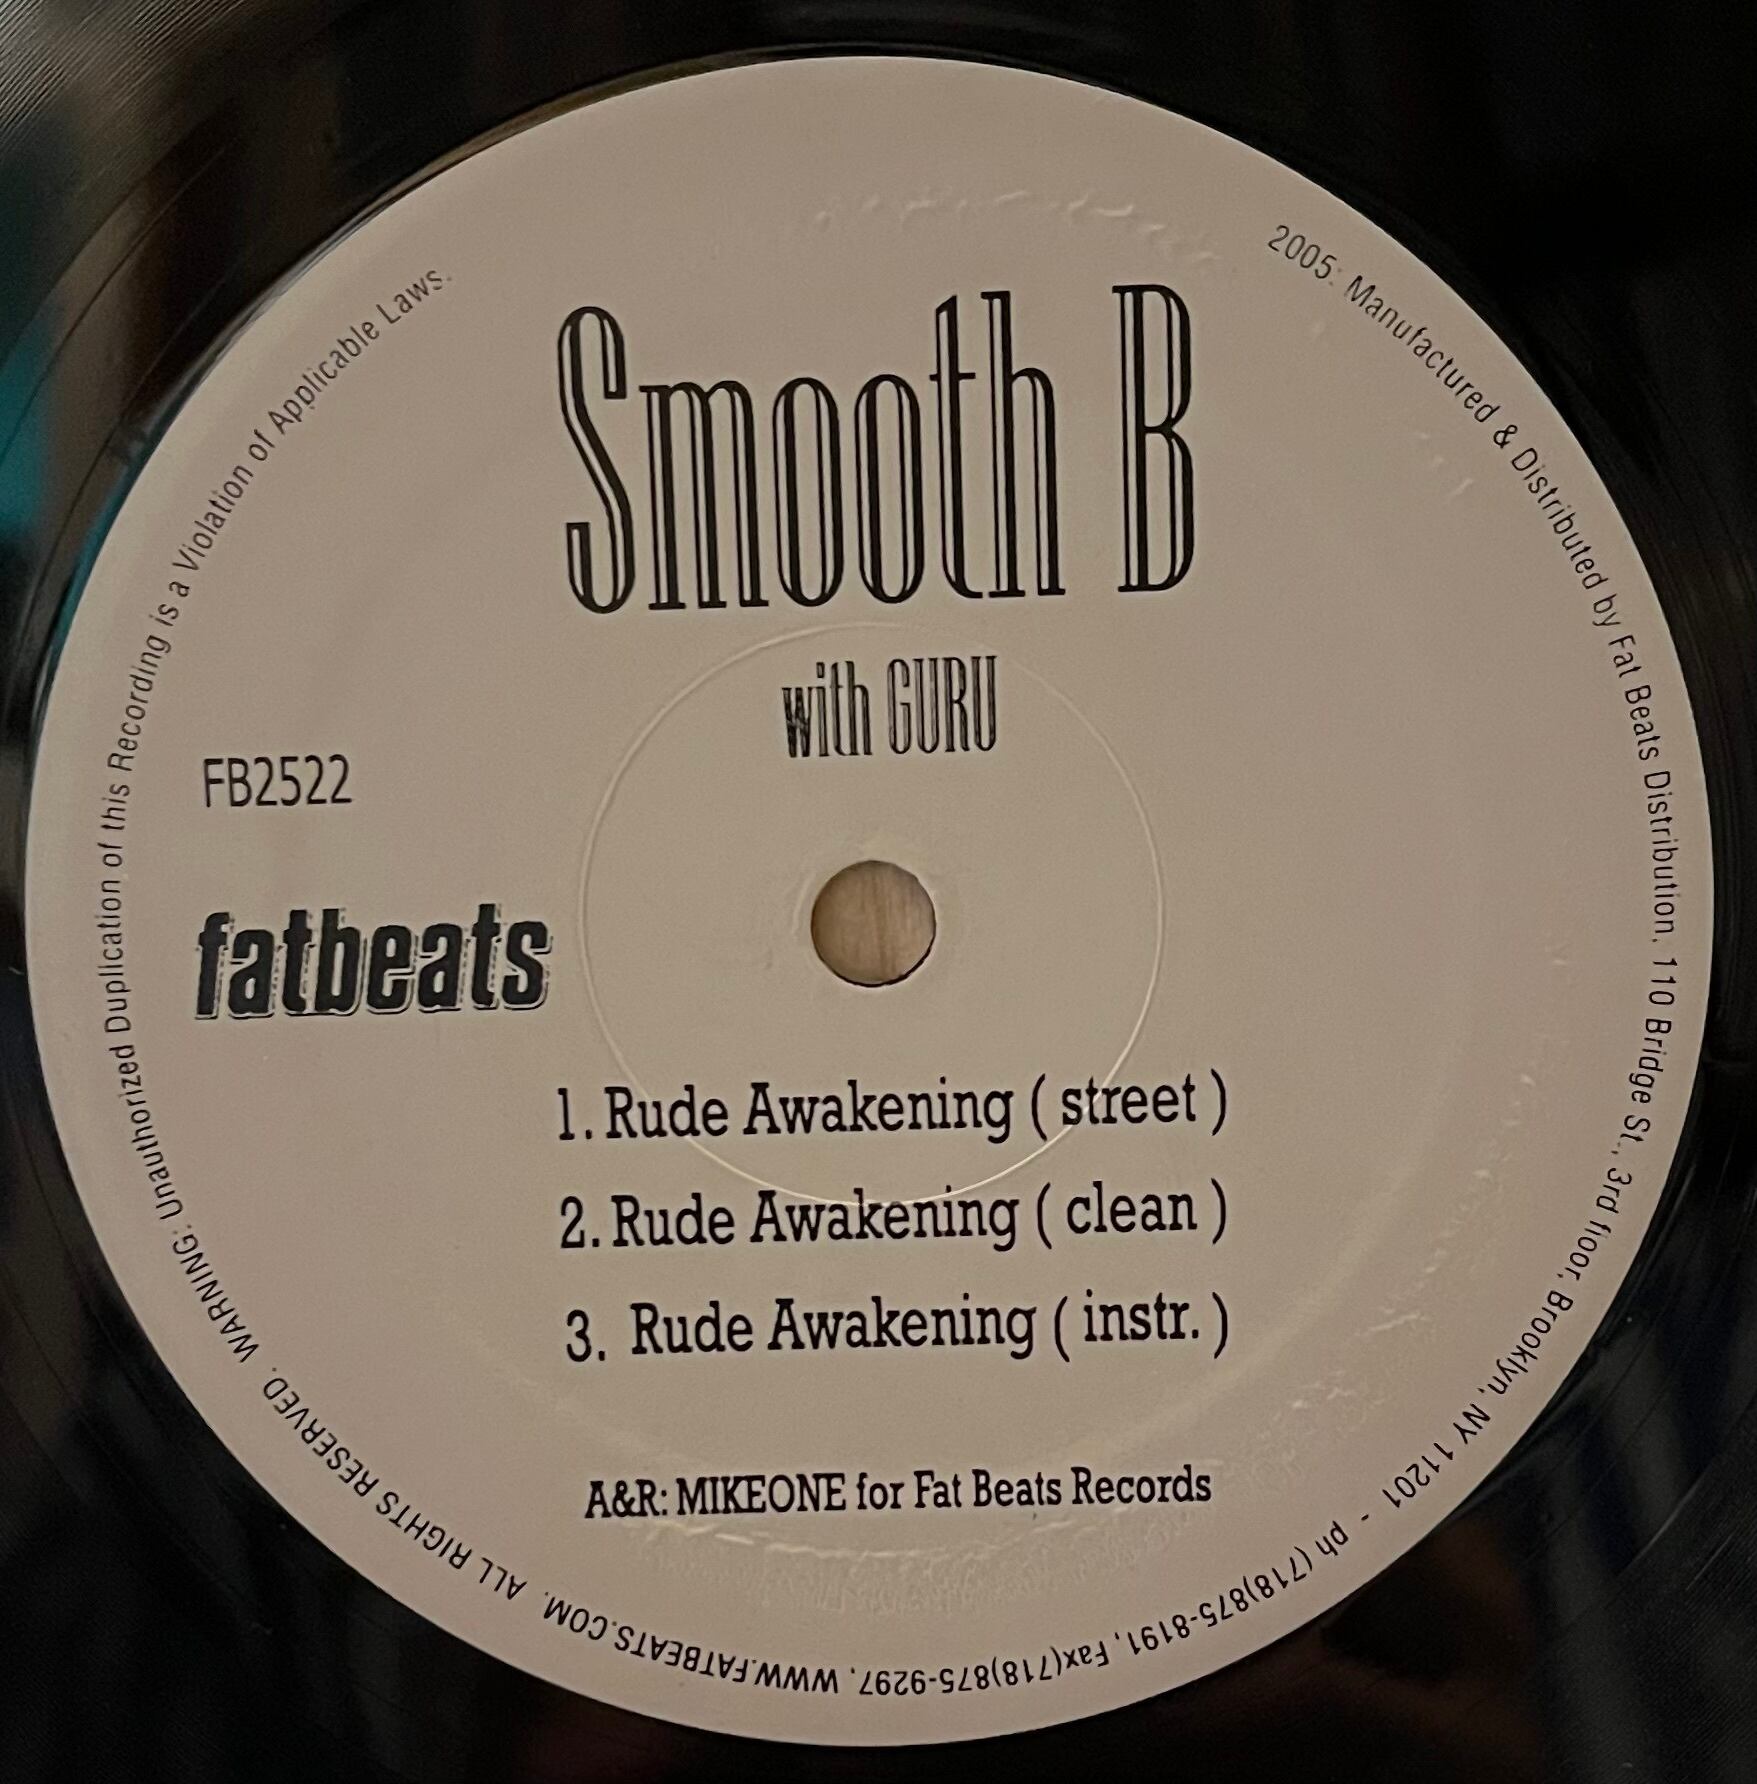 Smooth B
with GURU
FB2522
fatbeats
1. Rude Awakening ( street )
2. Rude Awakening ( clean )
3. Rude Awakening ( instr. )
A&R: MIKEONE for Fat Beats Records
2005: Manufactured & Distributed by Fat Beats Distribution. 110 Bridge St., 3rd floor, Brooklyn, NY 11201 - ph (718)875-8191, Fax(718)875-9297. WWW.FATBEATS.COM. ALL RIGHTS RESERVED. WARNING: Unauthorized Duplication of this Recording is a Violation of Applicable Laws.